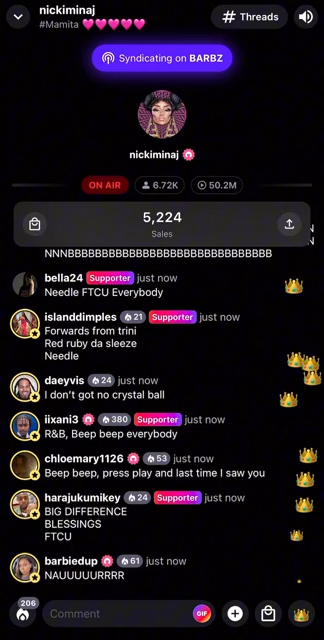 nickiminaj
#Mamita 💗💗💗💗💗
# Threads
Syndicating on BARBZ
nickiminaj
ON AIR
6.72K
50.2M
5,224
Sales
N
N
NNNBBBBBBBBBBBBBBBBBBBBBBBBBBBBBB
bella24 Supporter just now
Needle FTCU Everybody
islanddimples 21 Supporter just now
Forwards from trini
Red ruby da sleeze
Needle
daeyvis 24 just now
I don't got no crystal ball
iixani3 380 Supporter just now
R&B, Beep beep everybody
chloemary1126 53 just now
Beep beep, press play and last time I saw you
harajukumikey 24 Supporter just now
BIG DIFFERENCE
BLESSINGS
FTCU
barbiedup 61 just now
NAUUUUURRRR
206
Comment
GIF